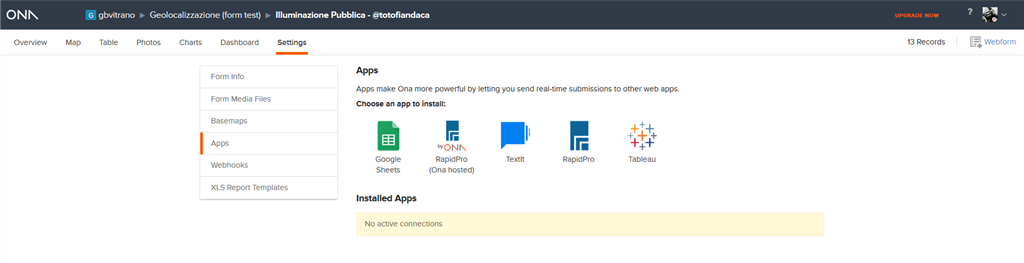 ONA
G gbvitrano ▶ Geolocalizzazione (form test) ▶ Illuminazione Pubblica - @totofiandaca
UPGRADE NOW
?
Overview Map Table Photos Charts Dashboard Settings
13 Records
Webform
Form Info
Form Media Files
Basemaps
Apps
Webhooks
XLS Report Templates
Apps
Apps make Ona more powerful by letting you send real-time submissions to other web apps.
Choose an app to install:
by ONA
Google Sheets
RapidPro (Ona hosted)
TextIt
RapidPro
Tableau
Installed Apps
No active connections